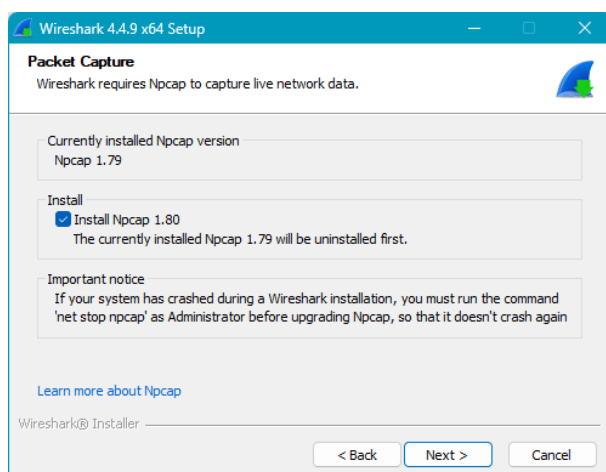 Wireshark 4.4.9 x64 Setup
Packet Capture
Wireshark requires Npcap to capture live network data.
Currently installed Npcap version
Npcap 1.79
Install
Install Npcap 1.80
The currently installed Npcap 1.79 will be uninstalled first.
Important notice
If your system has crashed during a Wireshark installation, you must run the command
'net stop npcap' as Administrator before upgrading Npcap, so that it doesn't crash again
Learn more about Npcap
Wireshark® Installer
< Back Next > Cancel